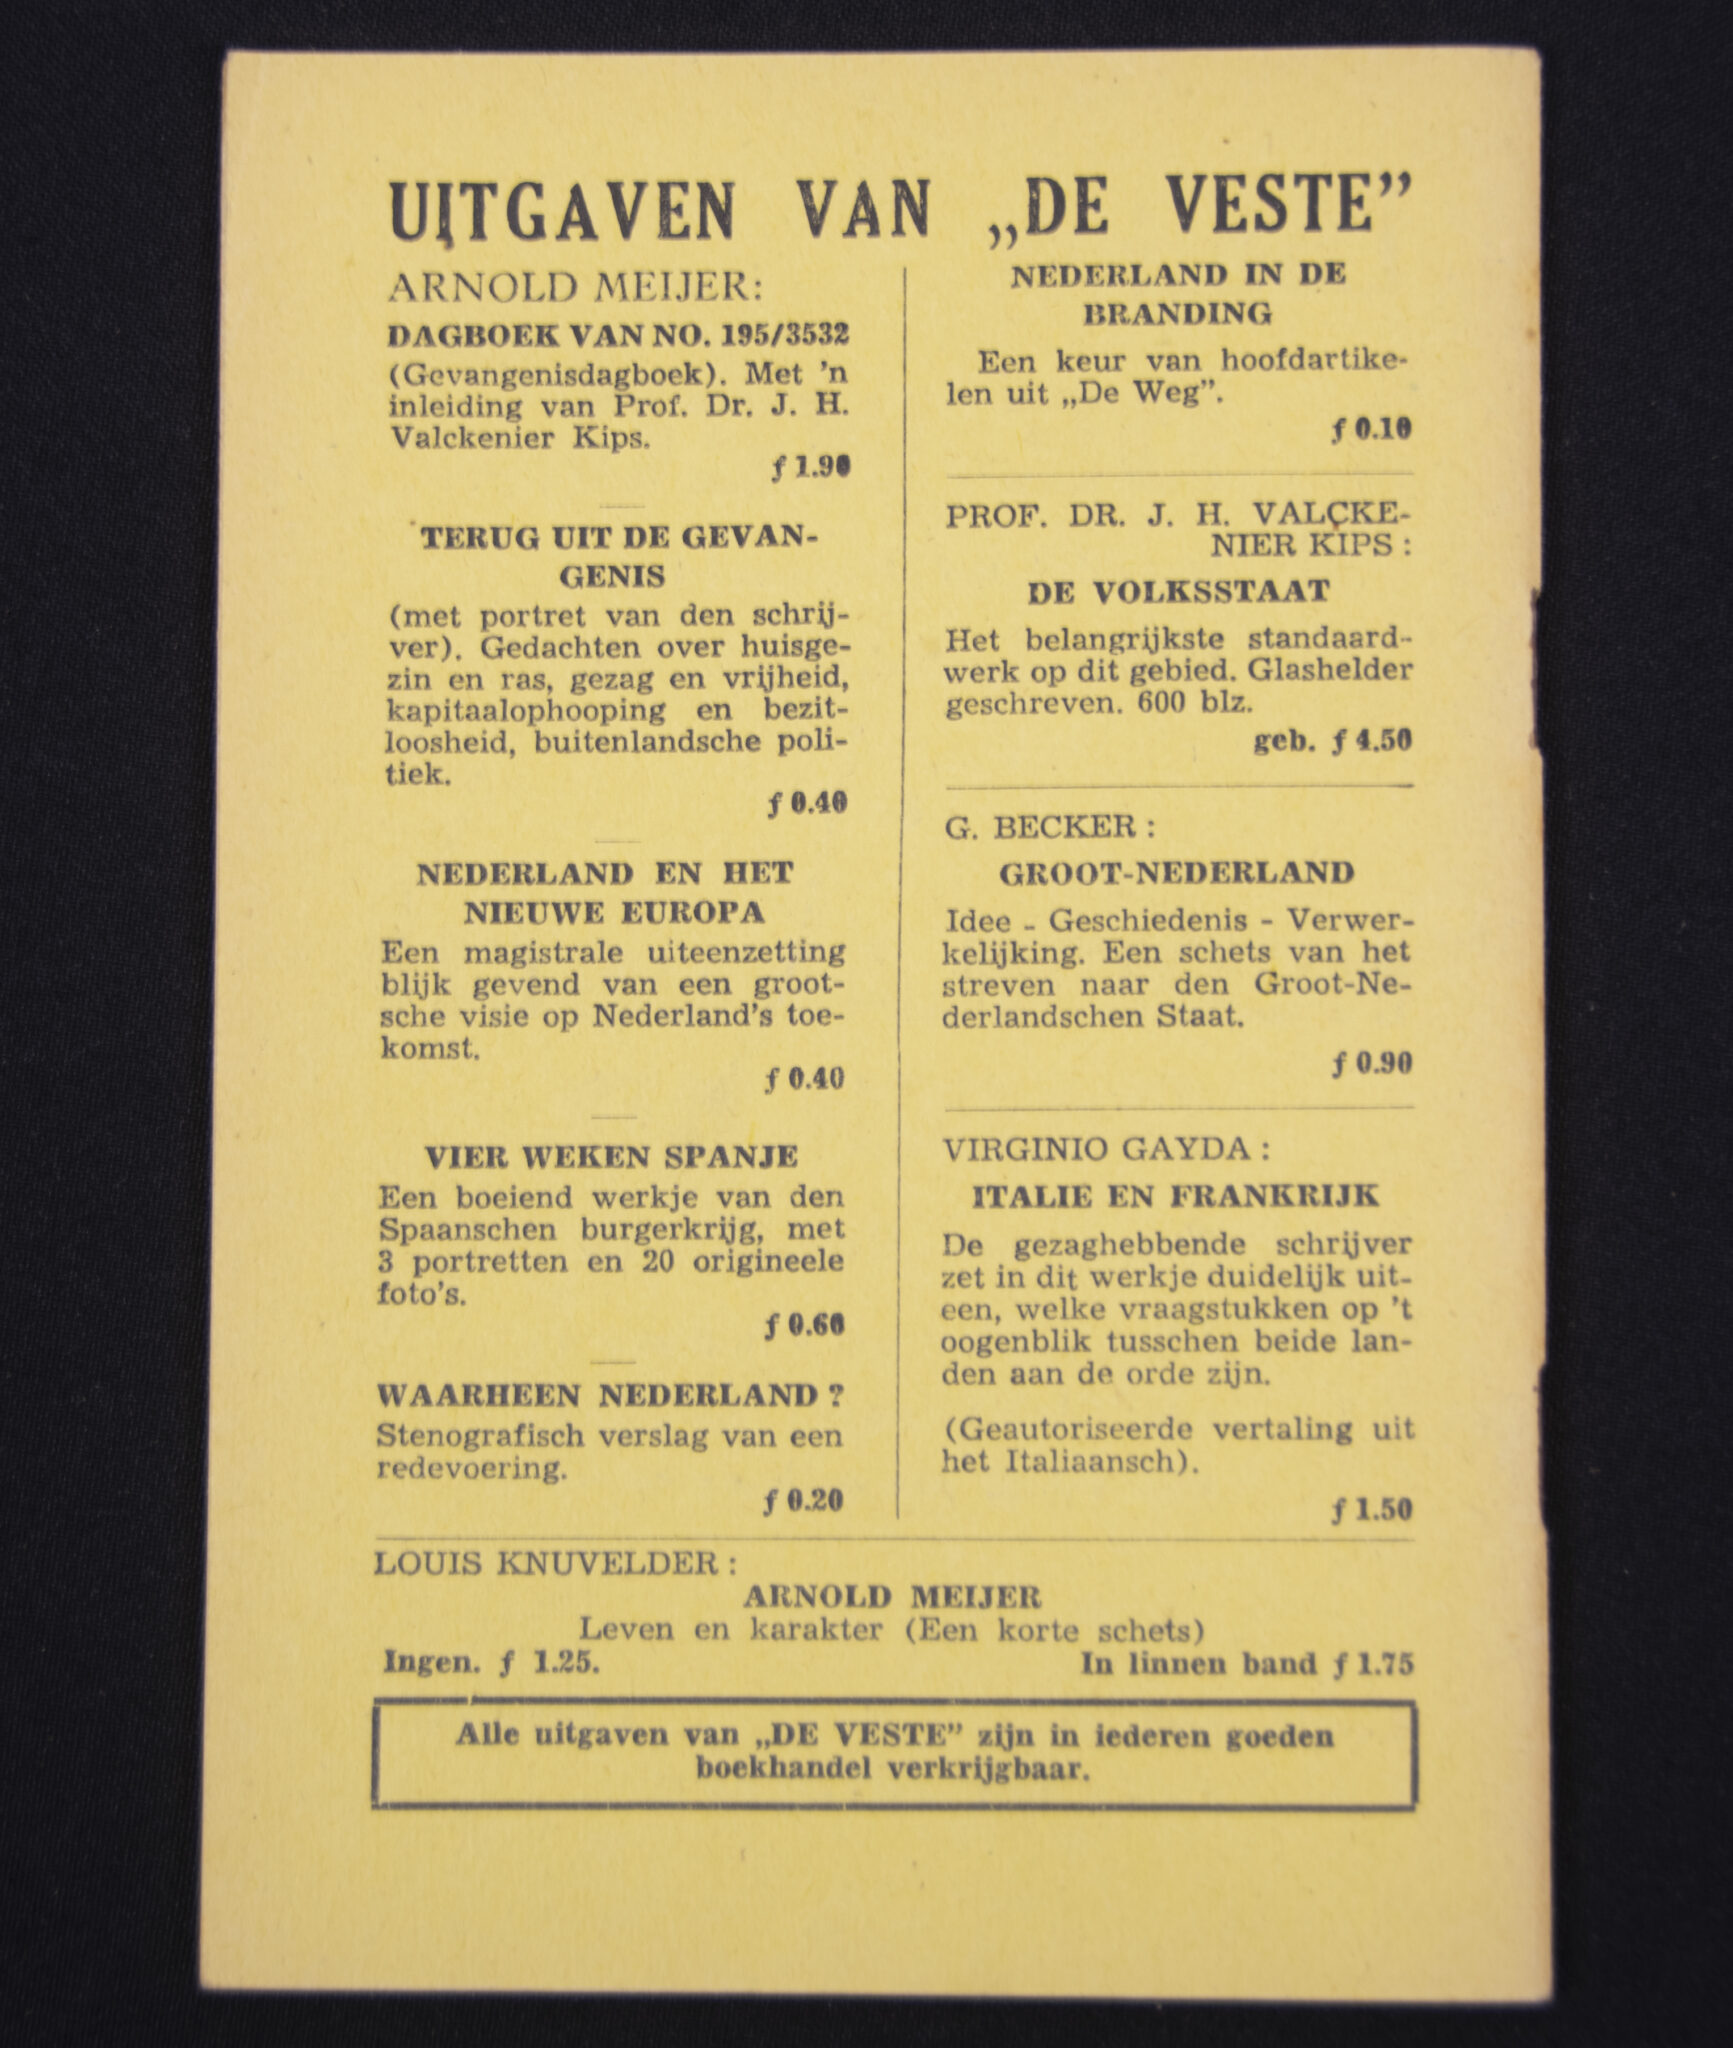 UITGAVEN VAN „DE VESTE”
ARNOLD MEIJER:
DAGBOEK VAN NO. 195/3532
(Gevangenisdagboek). Met 'n
inleiding van Prof. Dr. J. H.
Valckenier Kips.
ƒ 1.90
TERUG UIT DE GEVAN-
GENIS
(met portret van den schrij-
ver). Gedachten over huisge-
zin en ras, gezag en vrijheid,
kapitaalophooping en bezit-
loosheid, buitenlandsche poli-
tiek.
ƒ 0.40
NEDERLAND EN HET
NIEUWE EUROPA
Een magistrale uiteenzetting
blijk gevend van een groot-
sche visie op Nederland's toe-
komst.
ƒ 0.40
VIER WEKEN SPANJE
Een boeiend werkje van den
Spaanschen burgerkrijg, met
3 portretten en 20 origineele
foto's.
ƒ 0.60
WAARHEEN NEDERLAND ?
Stenografisch verslag van een
redevoering.
ƒ 0.20
NEDERLAND IN DE
BRANDING
Een keur van hoofdartike-
len uit „De Weg”.
ƒ 0.10
PROF. DR. J. H. VALCKE-
NIER KIPS :
DE VOLKSSTAAT
Het belangrijkste standaard-
werk op dit gebied. Glashelder
geschreven. 600 blz.
geb. ƒ 4.50
G. BECKER :
GROOT-NEDERLAND
Idee - Geschiedenis - Verwer-
kelijking. Een schets van het
streven naar den Groot-Ne-
derlandschen Staat.
ƒ 0.90
VIRGINIO GAYDA :
ITALIE EN FRANKRIJK
De gezaghebbende schrijver
zet in dit werkje duidelijk uit-
een, welke vraagstukken op 't
oogenblik tusschen beide lan-
den aan de orde zijn.
(Geautoriseerde vertaling uit
het Italiaansch).
ƒ 1.50
LOUIS KNUVELDER :
ARNOLD MEIJER
Leven en karakter (Een korte schets)
Ingen. ƒ 1.25. In linnen band ƒ 1.75
Alle uitgaven van „DE VESTE” zijn in iederen goeden
boekhandel verkrijgbaar.